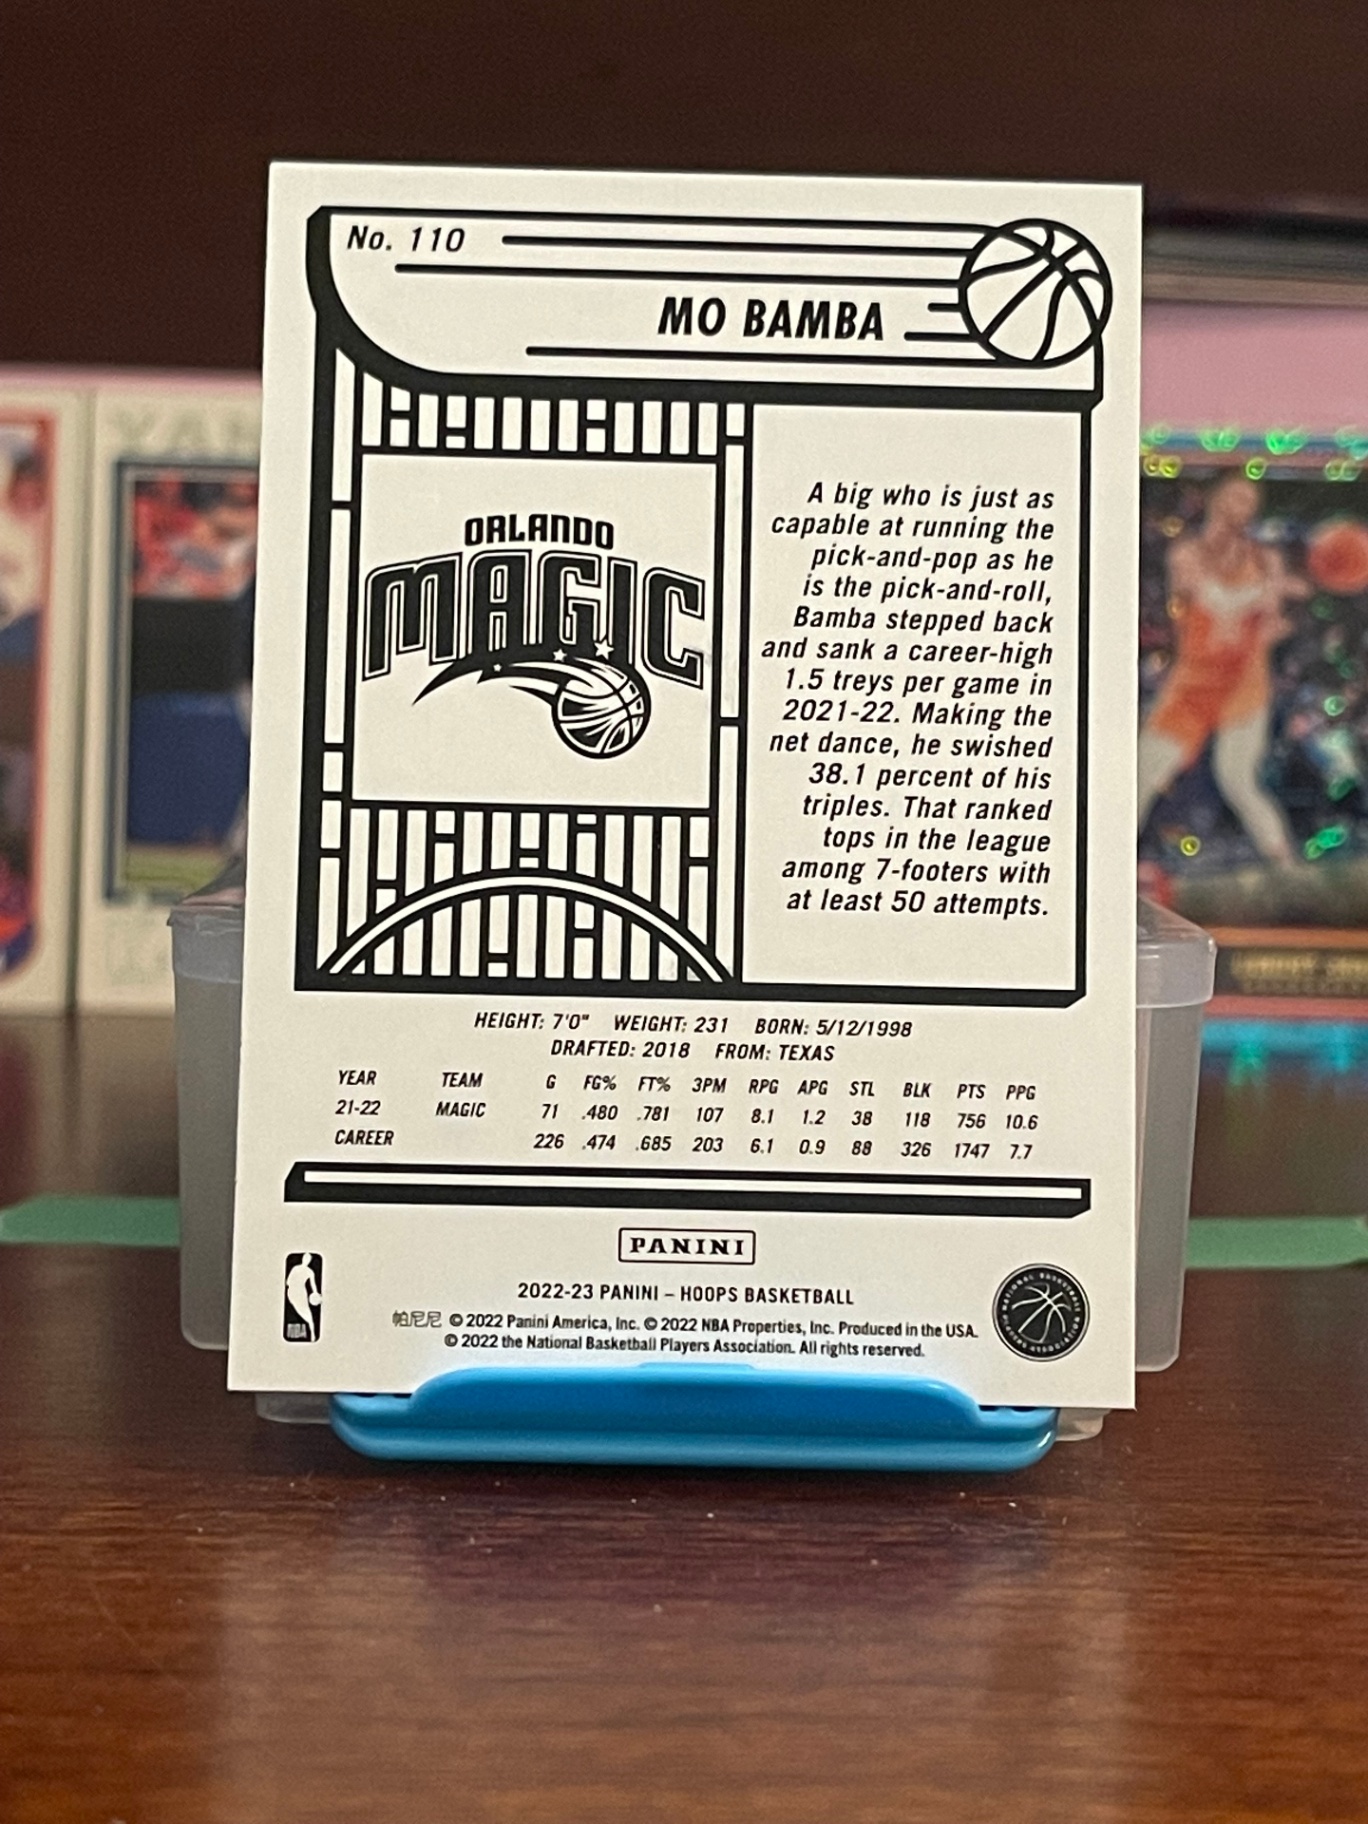 No. 110
MO BAMBA
ORLANDO
MAGIC
A big who is just as
capable at running the
pick-and-pop as he
is the pick-and-roll,
Bamba stepped back
and sank a career-high
1.5 treys per game in
2021-22. Making the
net dance, he swished
38.1 percent of his
triples. That ranked
tops in the league
among 7-footers with
at least 50 attempts.
HEIGHT: 7'0" WEIGHT: 231 BORN: 5/12/1998
DRAFTED: 2018 FROM: TEXAS
YEAR TEAM G FG% FT% 3PM RPG APG STL BLK PTS PPG
21-22 MAGIC 71 .480 .781 107 8.1 1.2 38 118 756 10.6
CAREER 226 .474 .685 203 6.1 0.9 88 326 1747 7.7
PANINI
2022-23 PANINI – HOOPS BASKETBALL
帕尼尼 © 2022 Panini America, Inc. © 2022 NBA Properties, Inc. Produced in the USA.
© 2022 the National Basketball Players Association. All rights reserved.
NBA
NATIONAL BASKETBALL PLAYERS ASSOCIATION